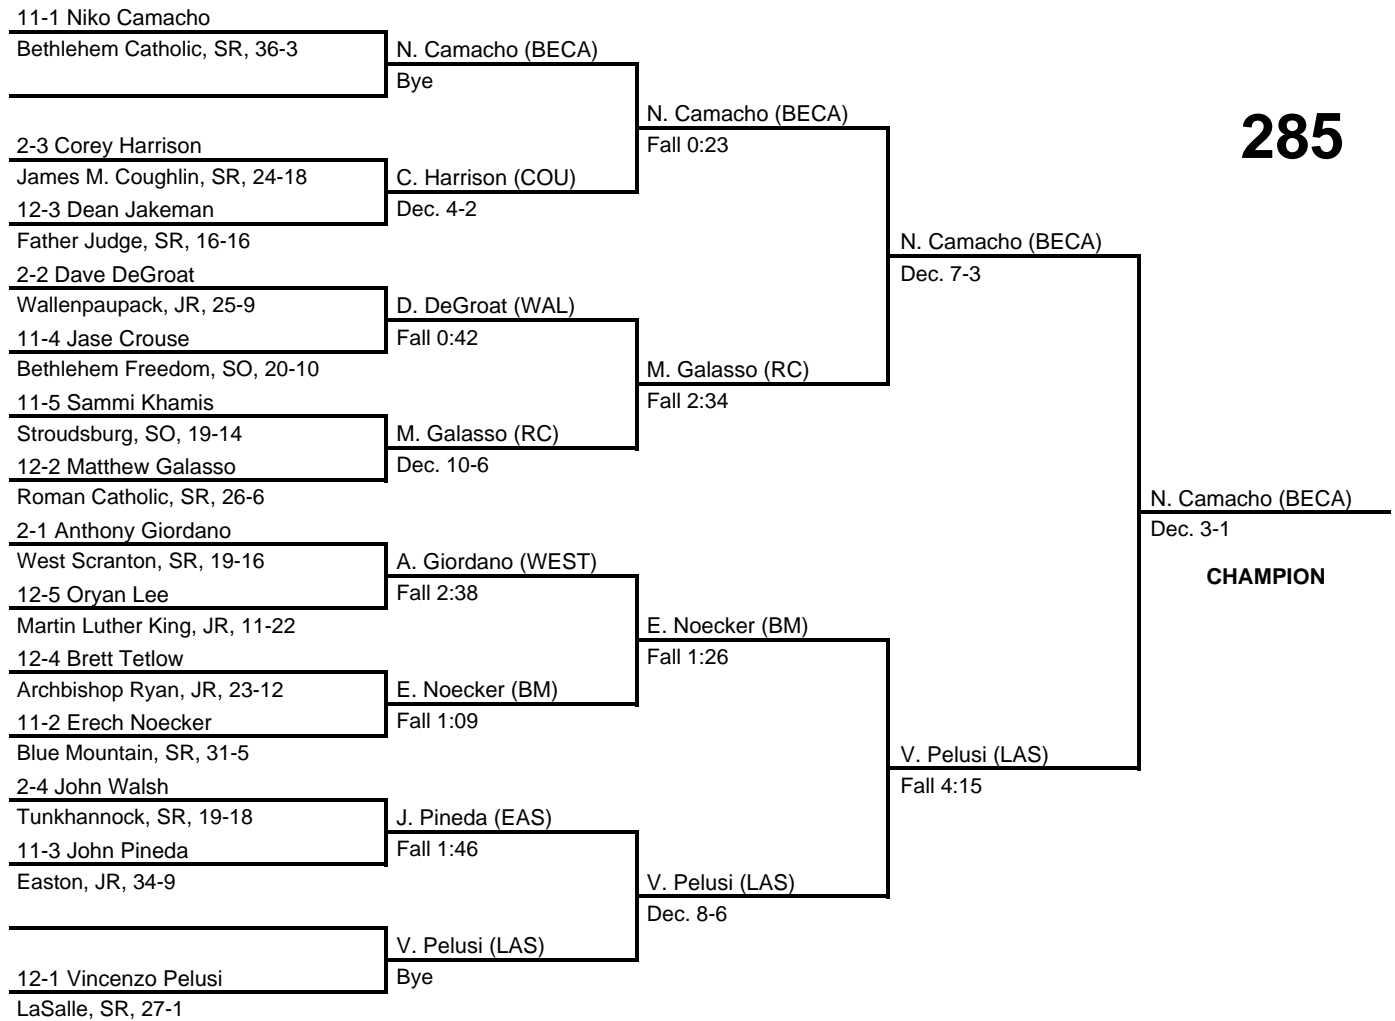 11-1 Niko Camacho
Bethlehem Catholic, SR, 36-3
N. Camacho (BECA)
Bye
N. Camacho (BECA)
Fall 0:23
285
2-3 Corey Harrison
James M. Coughlin, SR, 24-18
C. Harrison (COU)
12-3 Dean Jakeman
Dec. 4-2
Father Judge, SR, 16-16
N. Camacho (BECA)
Dec. 7-3
2-2 Dave DeGroat
Wallenpaupack, JR, 25-9
D. DeGroat (WAL)
11-4 Jase Crouse
Fall 0:42
Bethlehem Freedom, SO, 20-10
M. Galasso (RC)
Fall 2:34
11-5 Sammi Khamis
Stroudsburg, SO, 19-14
M. Galasso (RC)
12-2 Matthew Galasso
Dec. 10-6
Roman Catholic, SR, 26-6
N. Camacho (BECA)
Dec. 3-1
CHAMPION
2-1 Anthony Giordano
West Scranton, SR, 19-16
A. Giordano (WEST)
12-5 Oryan Lee
Fall 2:38
Martin Luther King, JR, 11-22
E. Noecker (BM)
Fall 1:26
12-4 Brett Tetlow
Archbishop Ryan, JR, 23-12
E. Noecker (BM)
11-2 Erech Noecker
Fall 1:09
Blue Mountain, SR, 31-5
V. Pelusi (LAS)
Fall 4:15
2-4 John Walsh
Tunkhannock, SR, 19-18
J. Pineda (EAS)
11-3 John Pineda
Fall 1:46
Easton, JR, 34-9
V. Pelusi (LAS)
Dec. 8-6
V. Pelusi (LAS)
12-1 Vincenzo Pelusi
Bye
LaSalle, SR, 27-1